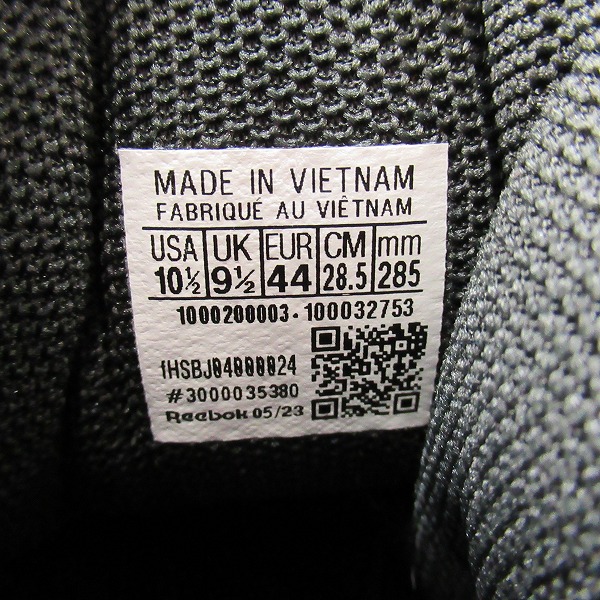 MADE IN VIETNAM
FABRIQUÉ AU VIÊTNAM
USA UK EUR CM mm
10½ 9½ 44 28.5 285
1000200003-100032753
fHSBJ04000024
#3000035380
Reebok 05/23